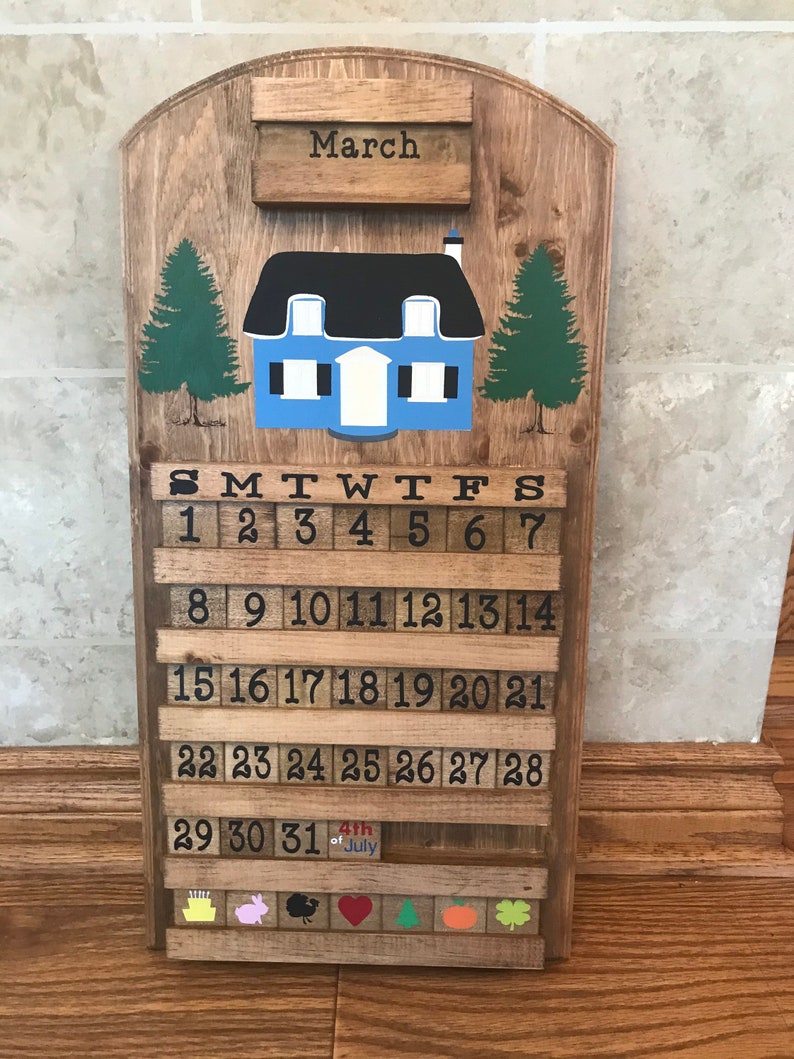 March
S M T W T F S
1 2 3 4 5 6 7
8 9 10 11 12 13 14
15 16 17 18 19 20 21
22 23 24 25 26 27 28
29 30 31 4th
of July